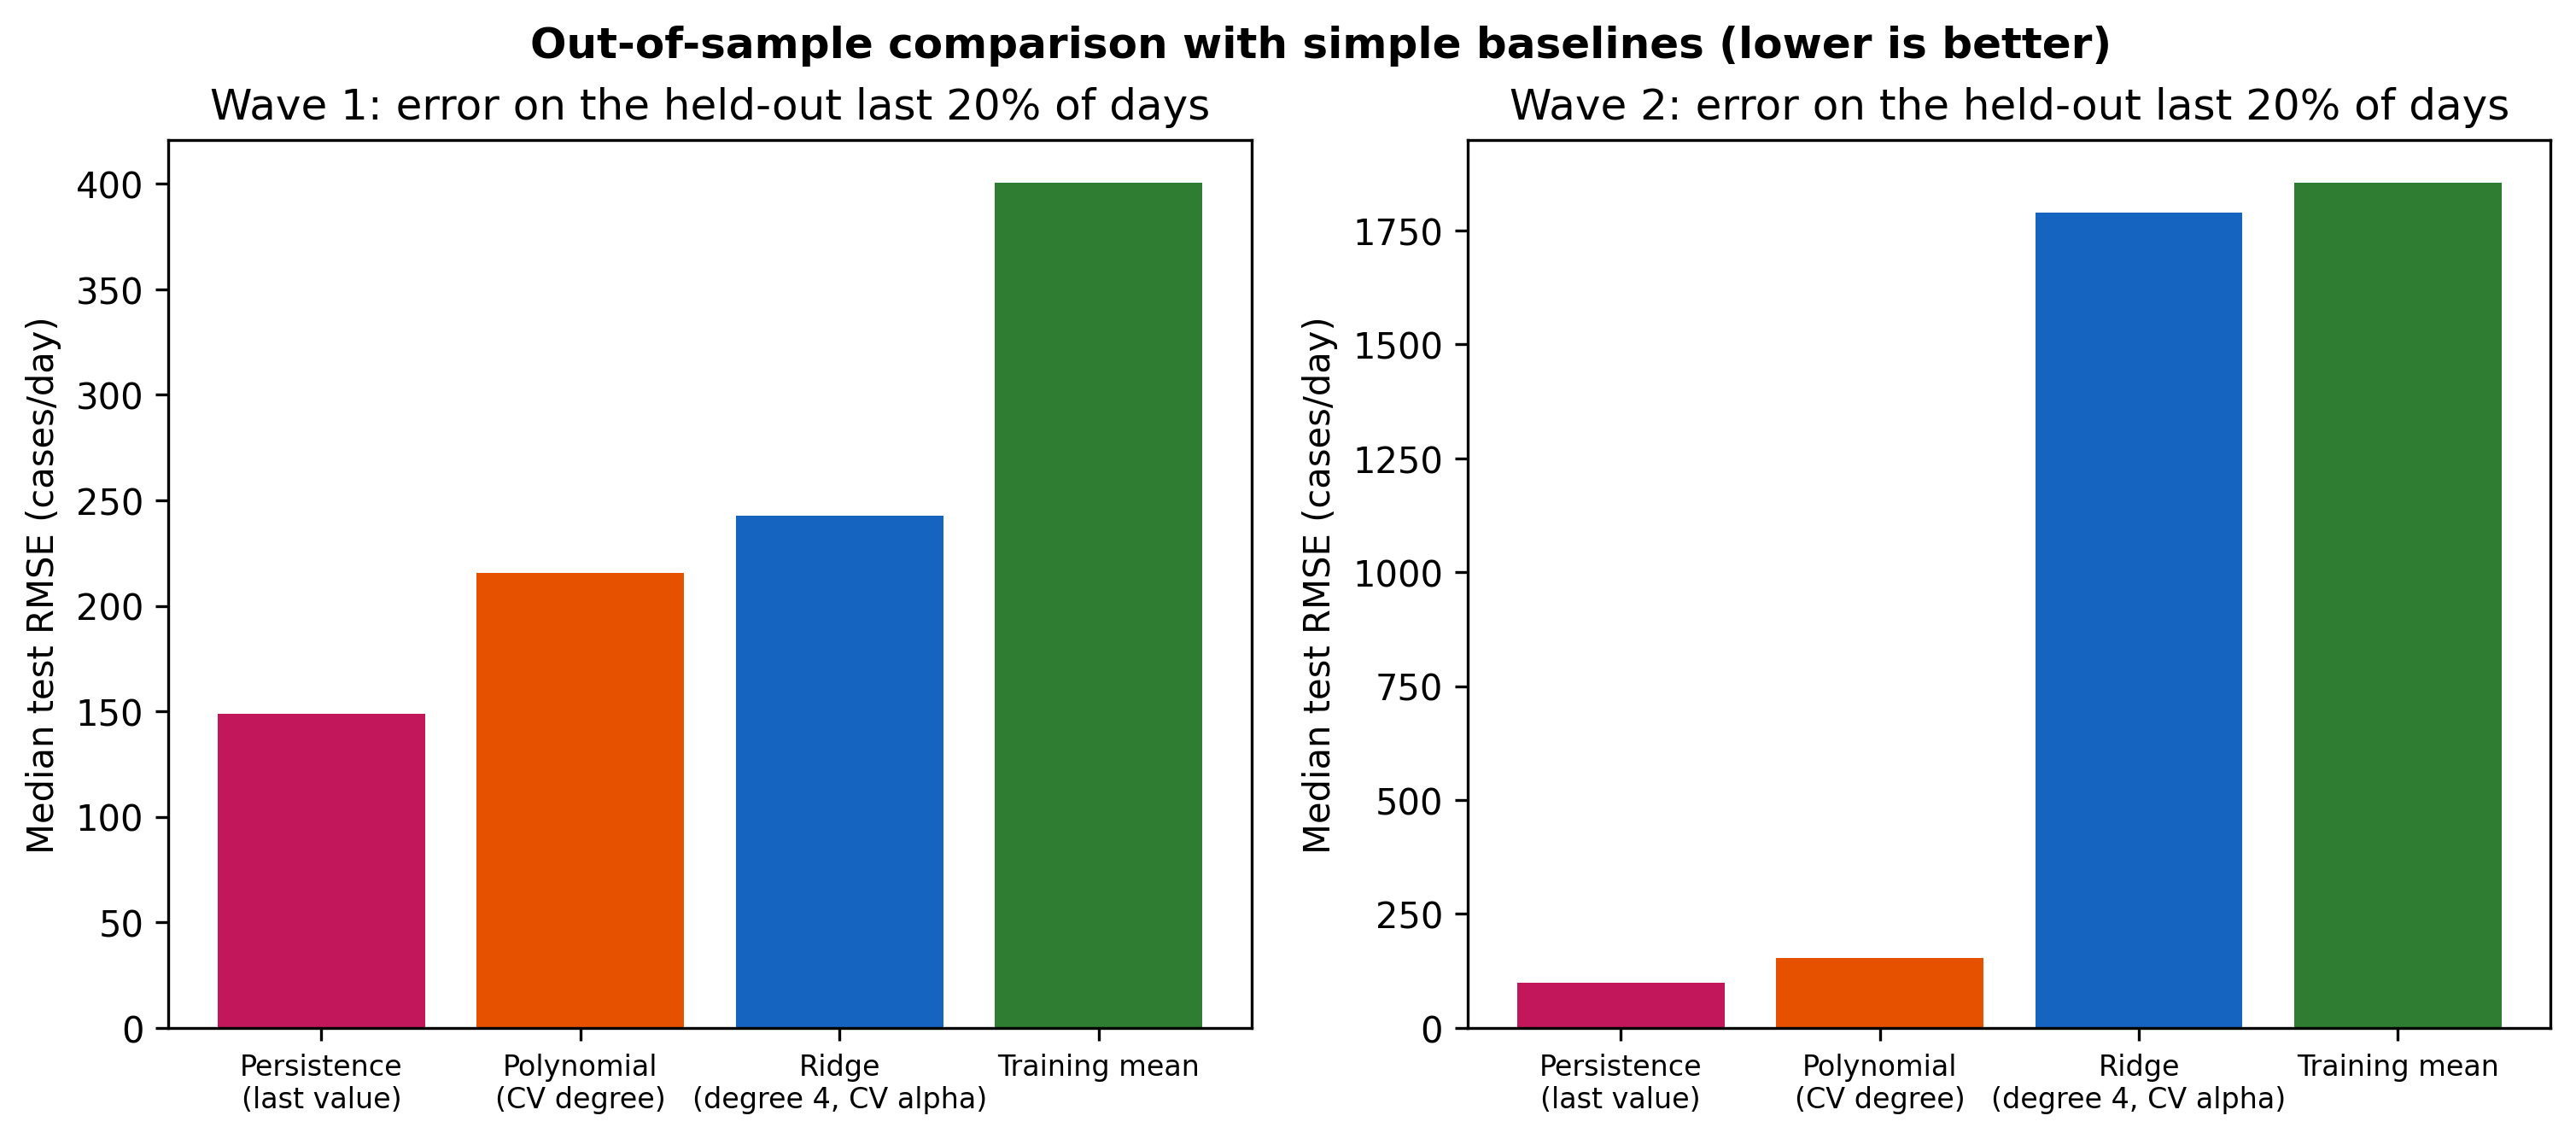 Out-of-sample comparison with simple baselines (lower is better)
Wave 1: error on the held-out last 20% of days
Median test RMSE (cases/day)
400
350
300
250
200
150
100
50
0
Persistence
(last value)
Polynomial
(CV degree)
Ridge
(degree 4, CV alpha)
Training mean
Wave 2: error on the held-out last 20% of days
Median test RMSE (cases/day)
1750
1500
1250
1000
750
500
250
0
Persistence
(last value)
Polynomial
(CV degree)
Ridge
(degree 4, CV alpha)
Training mean